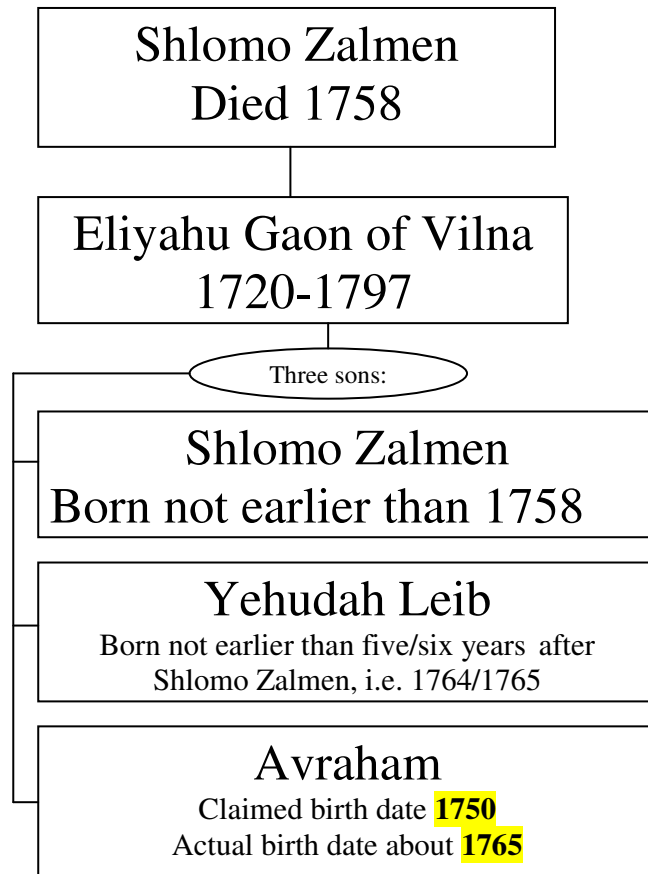 Shlomo Zalmen
Died 1758
Eliyahu Gaon of Vilna
1720-1797
Three sons:
Shlomo Zalmen
Born not earlier than 1758
Yehudah Leib
Born not earlier than five/six years after
Shlomo Zalmen, i.e. 1764/1765
Avraham
Claimed birth date 1750
Actual birth date about 1765